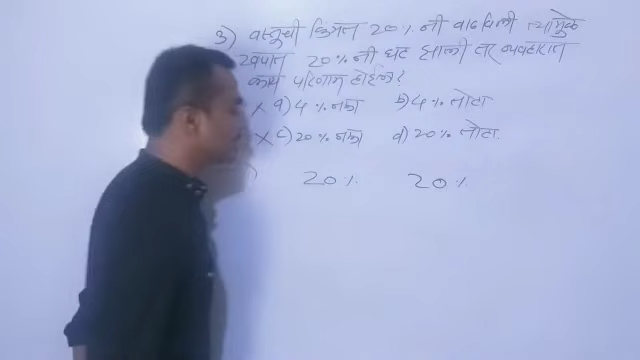 3) वस्तूची किंमत 20% नी वाढविली त्यामुळे
खपात 20% नी घट झाली तर व्यवहारात
काय परिणाम होईल?
× a) 4% नफा b) 4% तोटा
× c) 20% नफा d) 20% तोटा
20% 20%